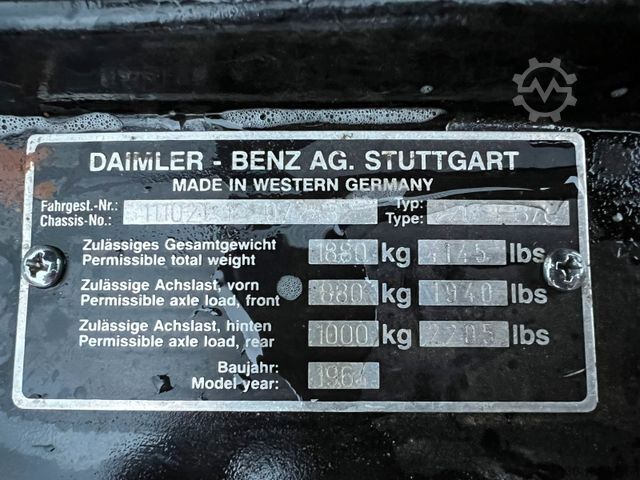 DAIMLER - BENZ AG. STUTTGART
MADE IN WESTERN GERMANY
Fahrgest.-Nr.: Typ:
Chassis-No.: Type:
Zulässiges Gesamtgewicht 1880 kg 4145 lbs
Permissible total weight
Zulässige Achslast, vorn 880 kg 1940 lbs
Permissible axle load, front
Zulässige Achslast, hinten 1000 kg 2205 lbs
Permissible axle load, rear
Baujahr: 1964
Model year: